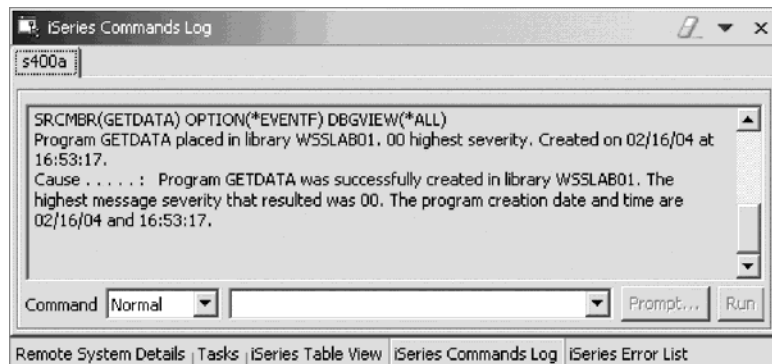 iSeries Commands Log
s400a
SRCMBR(GETDATA) OPTION(*EVENTF) DBGVIEW(*ALL)
Program GETDATA placed in library WSSLAB01. 00 highest severity. Created on 02/16/04 at
16:53:17.
Cause . . . . . :   Program GETDATA was successfully created in library WSSLAB01. The
highest message severity that resulted was 00. The program creation date and time are
02/16/04 and 16:53:17.
Command Normal Prompt... Run
Remote System Details Tasks iSeries Table View iSeries Commands Log iSeries Error List